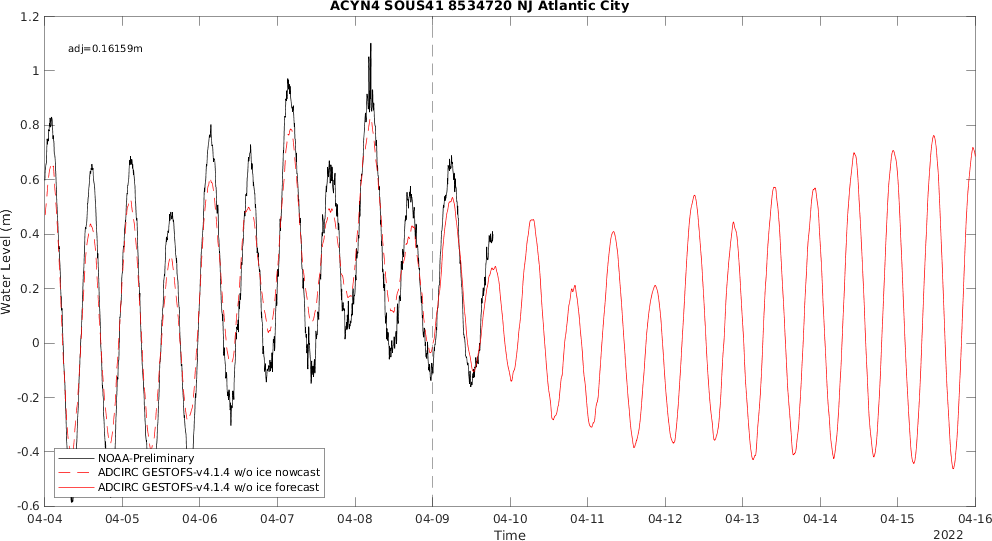 ACYN4 SOUS41 8534720 NJ Atlantic City
adj=0.16159m
Water Level (m)
1.2
1
0.8
0.6
0.4
0.2
0
-0.2
-0.4
-0.6
NOAA-Preliminary
ADCIRC GESTOFS-v4.1.4 w/o ice nowcast
ADCIRC GESTOFS-v4.1.4 w/o ice forecast
04-04 04-05 04-06 04-07 04-08 04-09 04-10 04-11 04-12 04-13 04-14 04-15 04-16
Time
2022